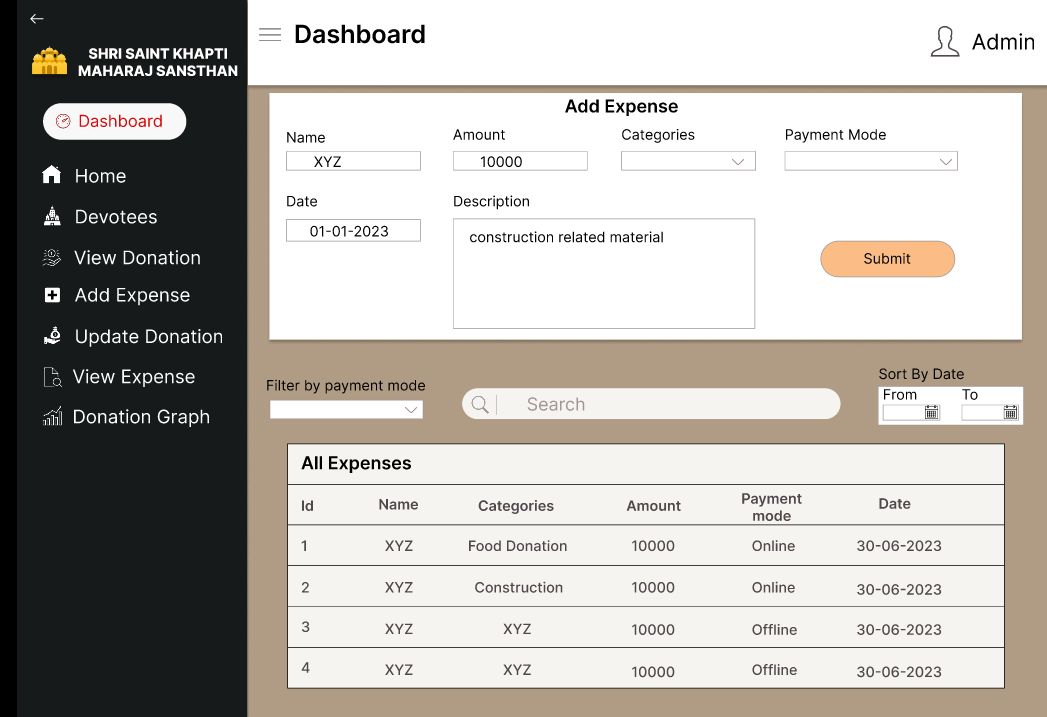 SHRI SAINT KHAPTI
MAHARAJ SANSTHAN
Dashboard
Home
Devotees
View Donation
Add Expense
Update Donation
View Expense
Donation Graph
Dashboard
Admin
Add Expense
Name Amount Categories Payment Mode
XYZ 10000
Date Description
01-01-2023 construction related material
Submit
Filter by payment mode
Search
Sort By Date
From To
All Expenses
Id Name Categories Amount Payment mode Date
1 XYZ Food Donation 10000 Online 30-06-2023
2 XYZ Construction 10000 Online 30-06-2023
3 XYZ XYZ 10000 Offline 30-06-2023
4 XYZ XYZ 10000 Offline 30-06-2023